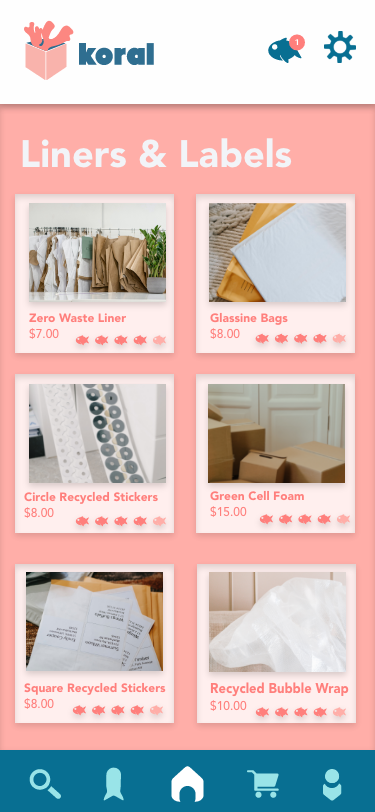 koral
1
Liners & Labels
Zero Waste Liner
$7.00
Glassine Bags
$8.00
Circle Recycled Stickers
$8.00
Green Cell Foam
$15.00
Square Recycled Stickers
$8.00
Recycled Bubble Wrap
$10.00